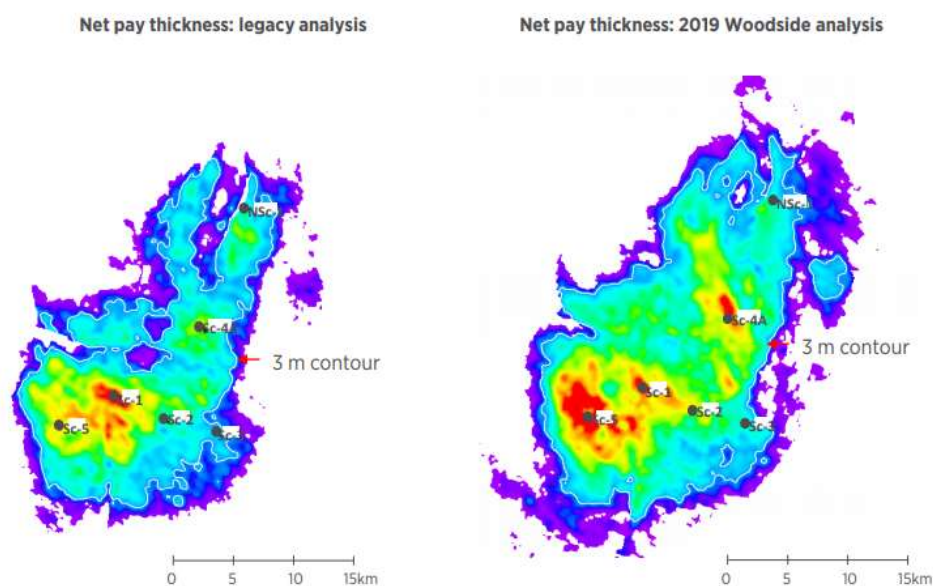 Net pay thickness: legacy analysis
Net pay thickness: 2019 Woodside analysis
NSc-
Sc-4A
3 m contour
Sc-1
Sc-5
Sc-2
Sc-3
0 5 10 15km
NSc-
Sc-4A
3 m contour
Sc-1
Sc-5
Sc-2
Sc-3
0 5 10 15km